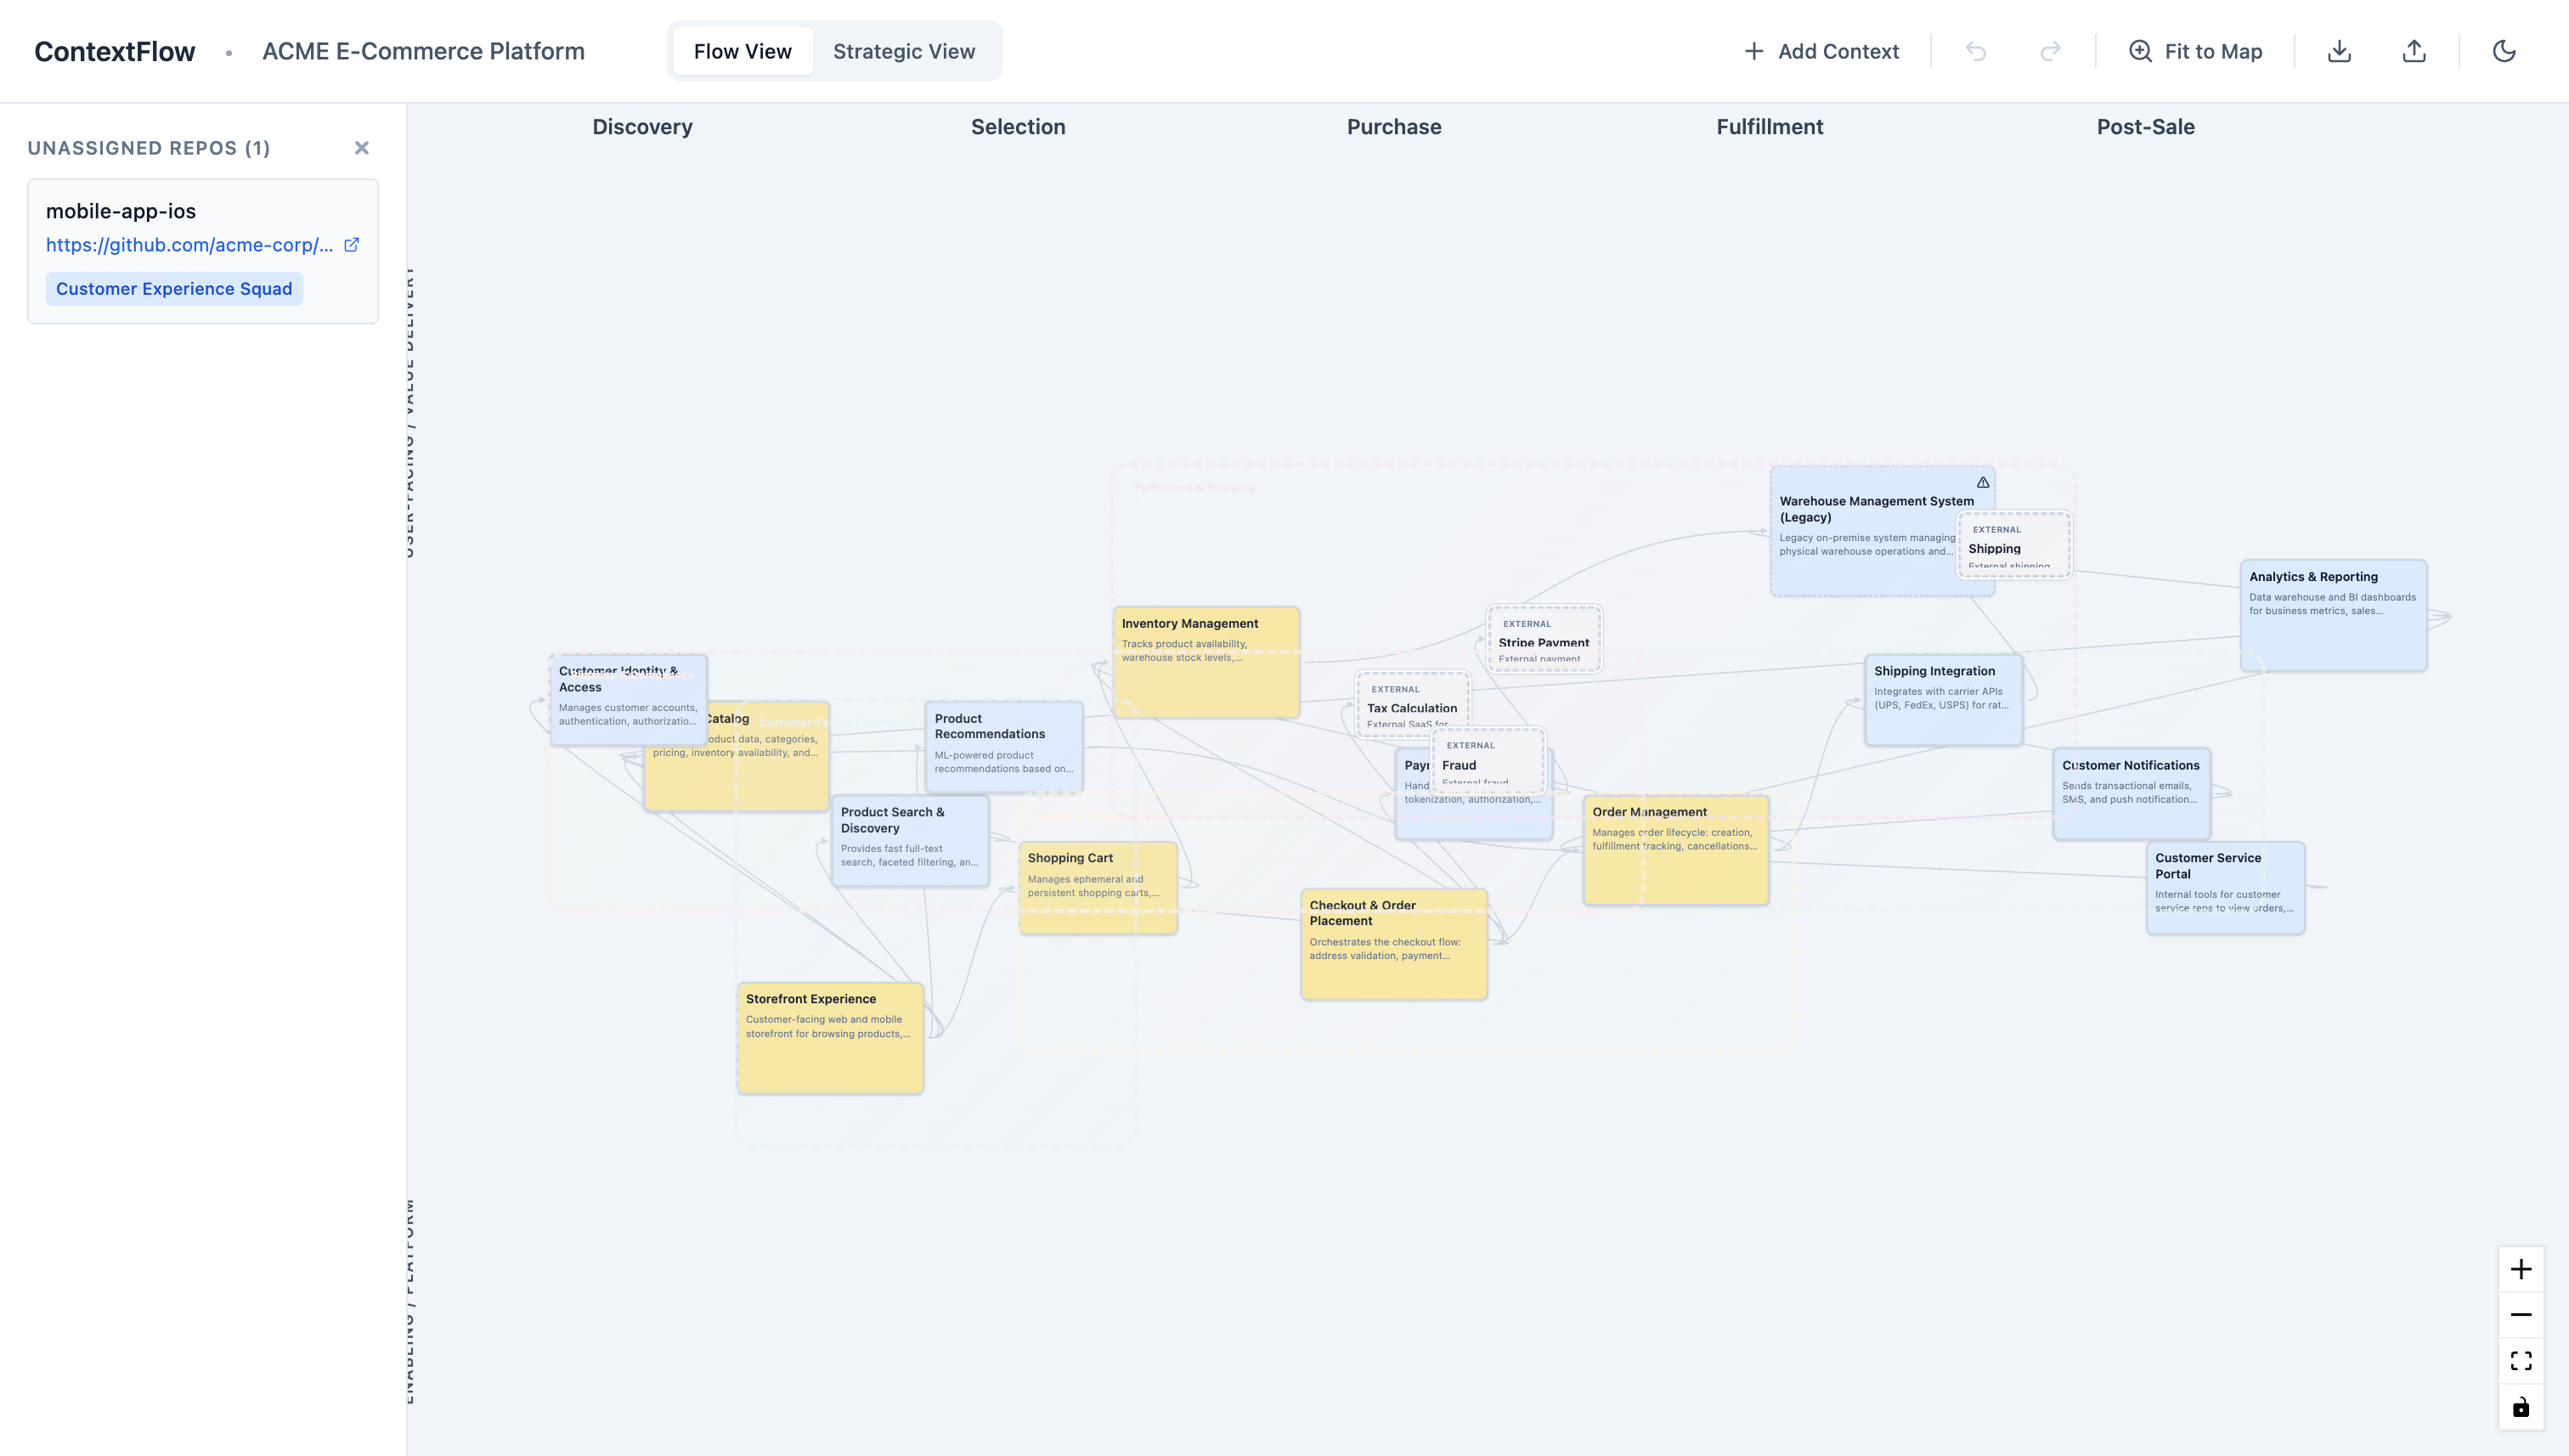 ContextFlow • ACME E-Commerce Platform
Flow View
Strategic View
Add Context
Fit to Map
UNASSIGNED REPOS (1)
mobile-app-ios
https://github.com/acme-corp/...
Customer Experience Squad
Discovery
Selection
Purchase
Fulfillment
Post-Sale
USER-FACING / VALUE DELIVERY
ENABLING / PLATFORM
Fulfillment & Shipping
Warehouse Management System
(Legacy)
Legacy on-premise system managing
physical warehouse operations and...
EXTERNAL
Shipping
External shipping
Analytics & Reporting
Data warehouse and BI dashboards
for business metrics, sales...
Inventory Management
Tracks product availability,
warehouse stock levels,...
EXTERNAL
Stripe Payment
External payment
Customer Identity &
Access
Manages customer accounts,
authentication, authorizatio...
Catalog
oduct data, categories,
pricing, inventory availability, and...
Customer-Facing Experience
Product
Recommendations
ML-powered product
recommendations based on...
EXTERNAL
Tax Calculation
External SaaS for
Shipping Integration
Integrates with carrier APIs
(UPS, FedEx, USPS) for rat...
EXTERNAL
Fraud
External fraud
Payr
Hand
tokenization, authorization,...
Customer Notifications
Sends transactional emails,
SMS, and push notification...
Product Search &
Discovery
Provides fast full-text
search, faceted filtering, an...
Order Management
Manages order lifecycle: creation,
fulfillment tracking, cancellations...
Shopping Cart
Manages ephemeral and
persistent shopping carts,...
Customer Service
Portal
Internal tools for customer
service reps to view orders,...
Checkout & Order
Placement
Orchestrates the checkout flow:
address validation, payment...
Storefront Experience
Customer-facing web and mobile
storefront for browsing products,...